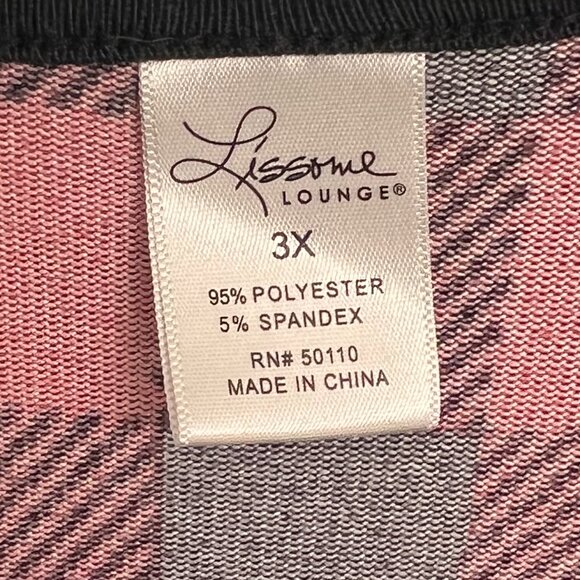 Lissome
LOUNGE®
3X
95% POLYESTER
5% SPANDEX
RN# 50110
MADE IN CHINA